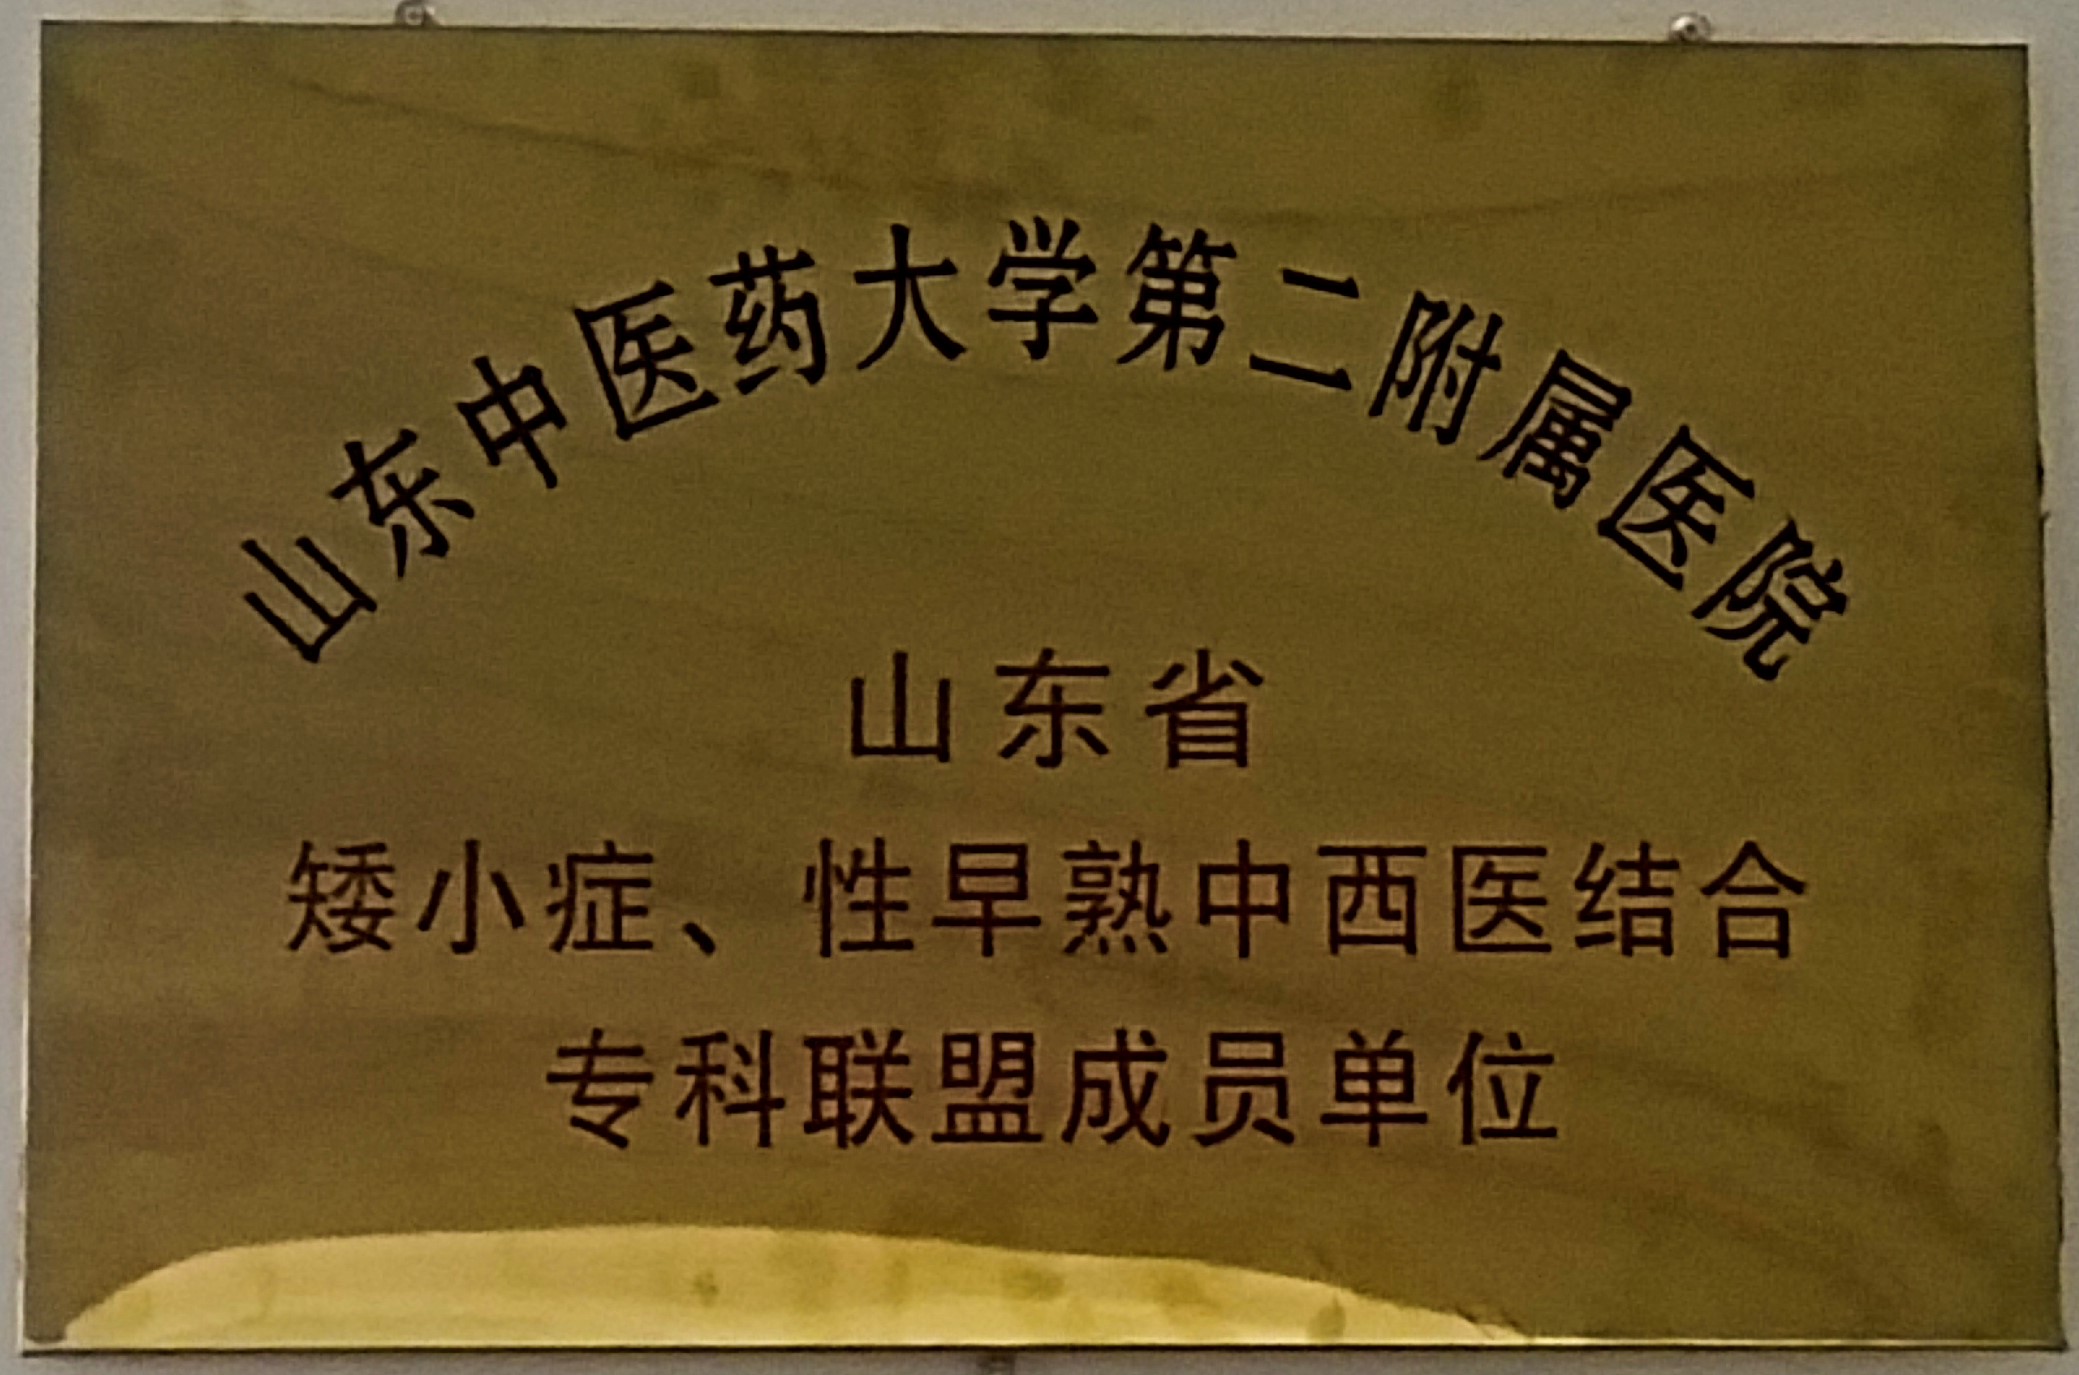 山东中医药大学第二附属医院
山东省
矮小症、性早熟中西医结合
专科联盟成员单位